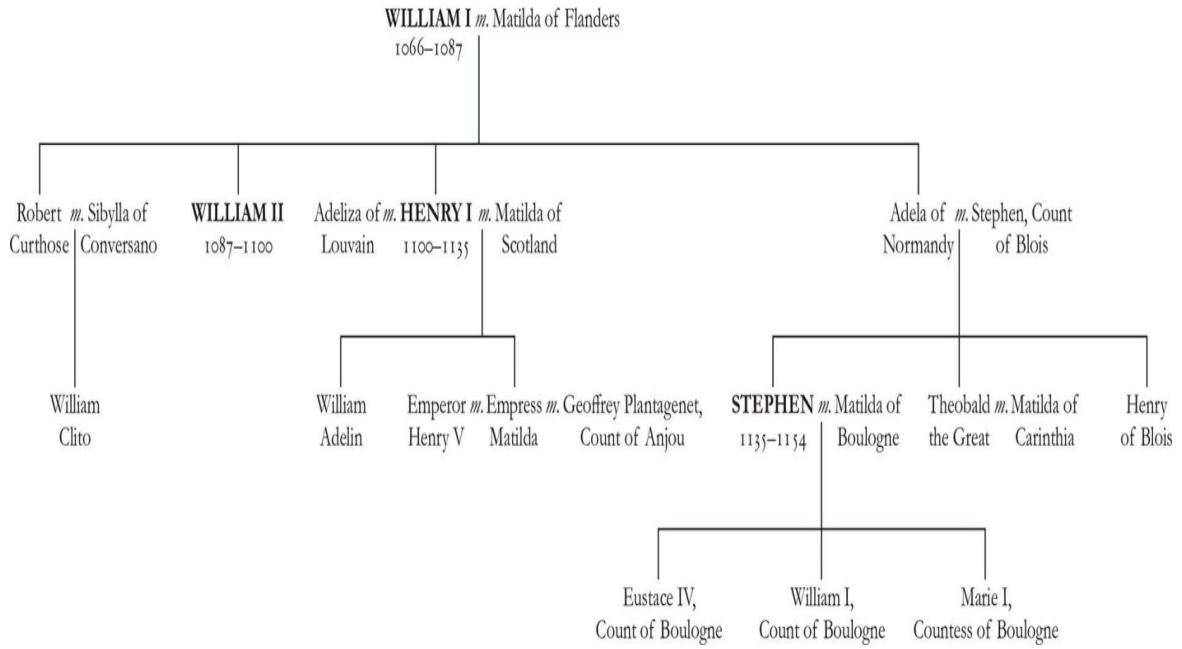 WILLIAM I m. Matilda of Flanders
1066–1087
Robert m. Sibylla of
Curthose Conversano
WILLIAM II
1087–1100
Adeliza of m. HENRY I m. Matilda of
Louvain 1100–1135 Scotland
Adela of m. Stephen, Count
Normandy of Blois
William
Clito
William
Adelin
Emperor m. Empress m. Geoffrey Plantagenet,
Henry V Matilda Count of Anjou
STEPHEN m. Matilda of
1135–1154 Boulogne
Theobald m. Matilda of
the Great Carinthia
Henry
of Blois
Eustace IV,
Count of Boulogne
William I,
Count of Boulogne
Marie I,
Countess of Boulogne